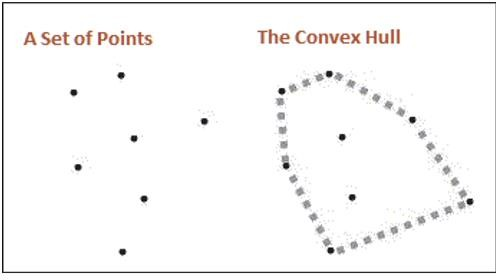 A Set of Points
The Convex Hull